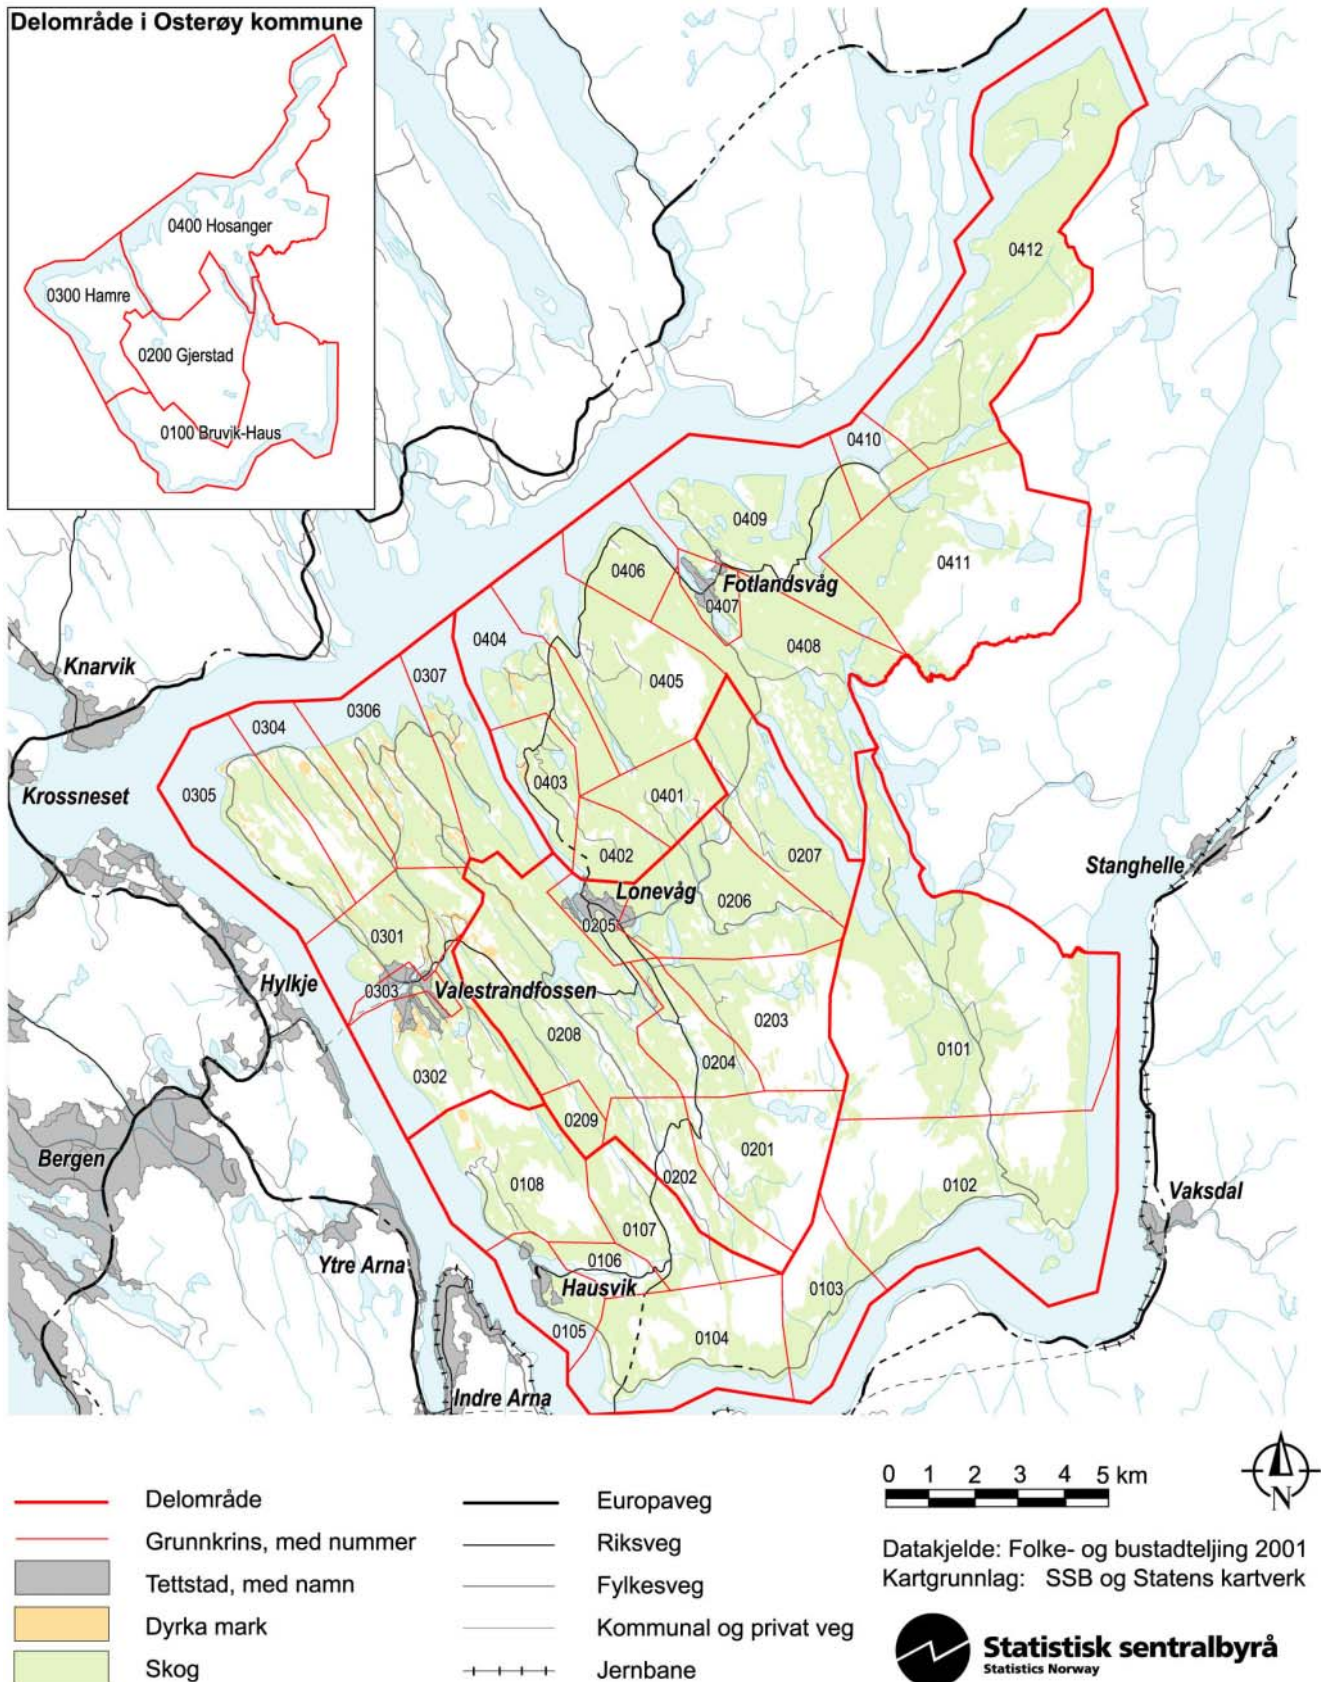 Delområde i Osterøy kommune
0400 Hosanger
0300 Hamre
0200 Gjerstad
0100 Bruvik-Haus
0412
0410
0409
0411
0406
Fotlandsvåg
0407
0408
0404
Knarvik
0307
0405
0306
0304
0403
0401
Krossneset
0305
0402
0207
Stanghelle
Lonevåg
0206
0205
0301
Hylkje
0303
Valestrandfossen
0203
0208
0101
0204
0302
0209
Bergen
0201
0202
0108
0102
Vaksdal
0107
Ytre Arna
0106
Hausvik
0103
0105
0104
Indre Arna
Delområde
Grunnkrins, med nummer
Tettstad, med namn
Dyrka mark
Skog
Europaveg
Riksveg
Fylkesveg
Kommunal og privat veg
Jernbane
0 1 2 3 4 5 km
N
Datakjelde: Folke- og bustadteljing 2001
Kartgrunnlag: SSB og Statens kartverk
Statistisk sentralbyrå
Statistics Norway